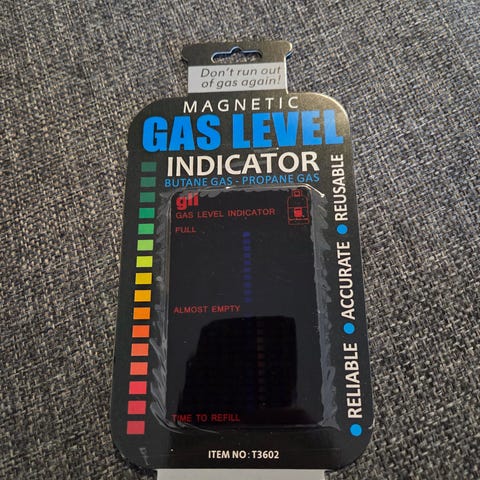 Don't run out
of gas again!
MAGNETIC
GAS LEVEL
INDICATOR
BUTANE GAS - PROPANE GAS
gli
GAS LEVEL INDICATOR
FULL
ALMOST EMPTY
TIME TO REFILL
RELIABLE • ACCURATE • REUSABLE
ITEM NO: T3602